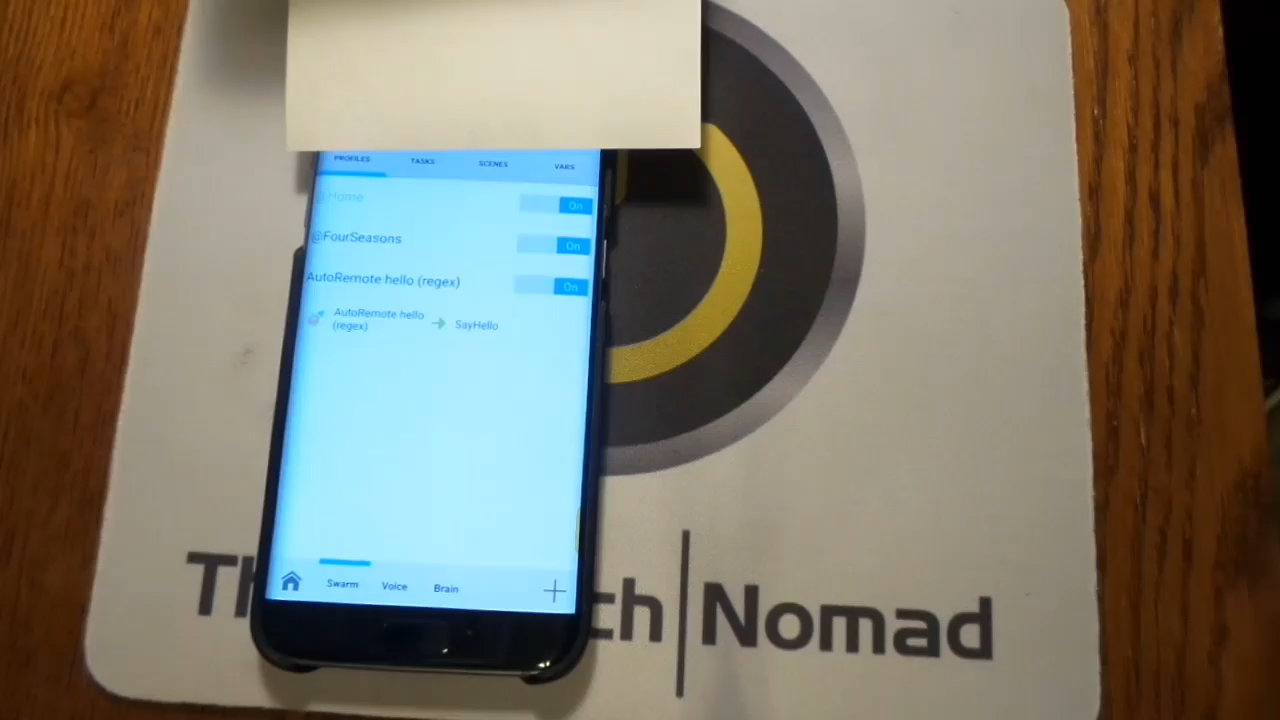 PROFILES TASKS SCENES VARS
@Home On
@FourSeasons On
AutoRemote hello (regex) On
AutoRemote hello
(regex)
SayHello
Swarm Voice Brain
Th
ch
Nomad